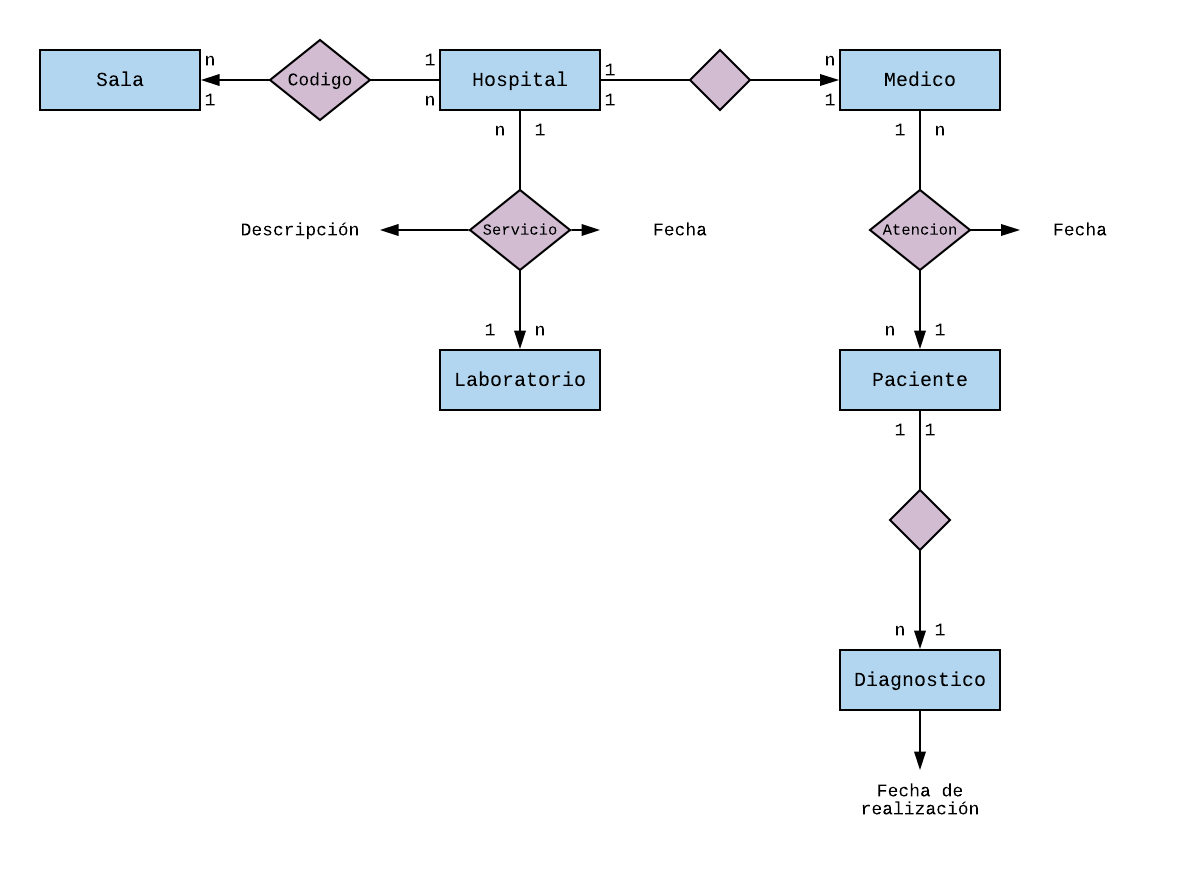 n 1 1 n
Sala Codigo Hospital Medico
1 n 1 1
n 1 1 n
Descripción Servicio Fecha Atencion Fecha
1 n n 1
Laboratorio Paciente
1 1
n 1
Diagnostico
Fecha de
realización